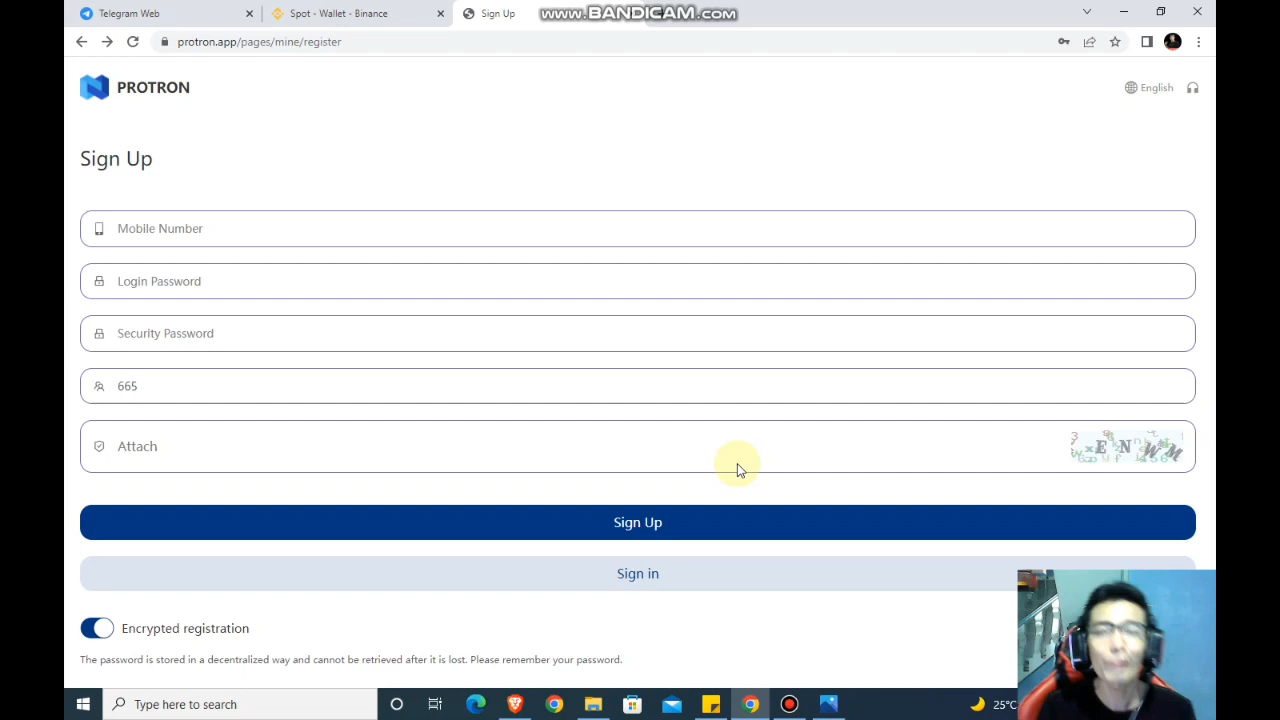 Telegram Web
Spot - Wallet - Binance
Sign Up
www.BANDICAM.com
protron.app/pages/mine/register
PROTRON
English
Sign Up
Mobile Number
Login Password
Security Password
665
Attach
E N W M
Sign Up
Sign in
Encrypted registration
The password is stored in a decentralized way and cannot be retrieved after it is lost. Please remember your password.
Type here to search
25°C